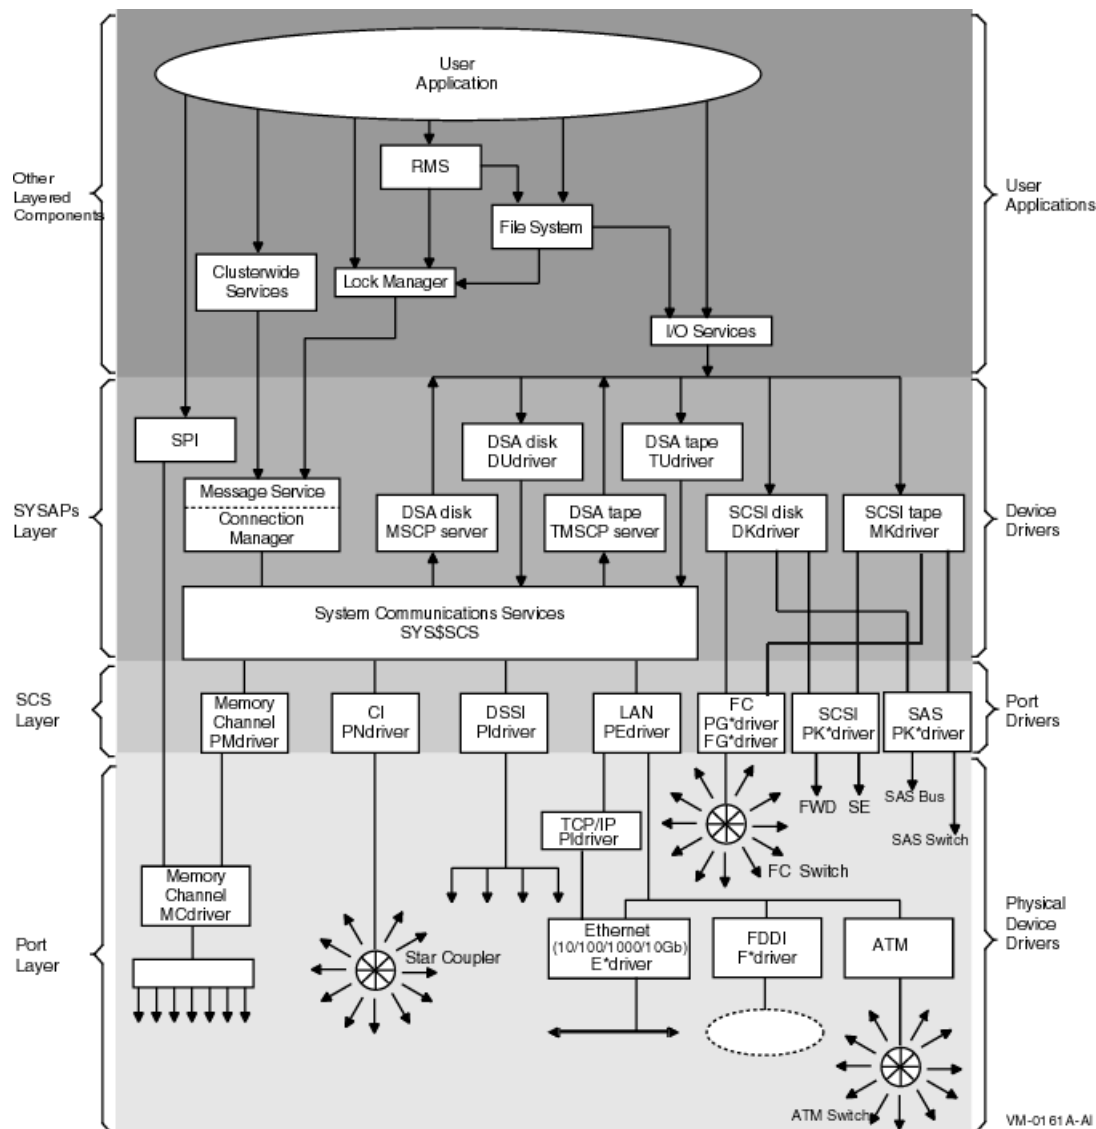 User
Application
RMS
Other
Layered
Components
User
Applications
File System
Clusterwide
Services
Lock Manager
I/O Services
SPI
DSA disk
DUdriver
DSA tape
TUdriver
Message Service
Connection
Manager
DSA disk
MSCP server
DSA tape
TMSCP server
SCSI disk
DKdriver
SCSI tape
MKdriver
SYSAPs
Layer
Device
Drivers
System Communications Services
SYS$SCS
SCS
Layer
Memory
Channel
PMdriver
CI
PNdriver
DSSI
PIdriver
LAN
PEdriver
FC
PG*driver
FG*driver
SCSI
PK*driver
SAS
PK*driver
Port
Drivers
FWD
SE
SAS Bus
SAS Switch
TCP/IP
PIdriver
FC Switch
Memory
Channel
MCdriver
Port
Layer
Star Coupler
Ethernet
(10/100/1000/10Gb)
E*driver
FDDI
F*driver
ATM
Physical
Device
Drivers
ATM Switch
VM-0161A-AI